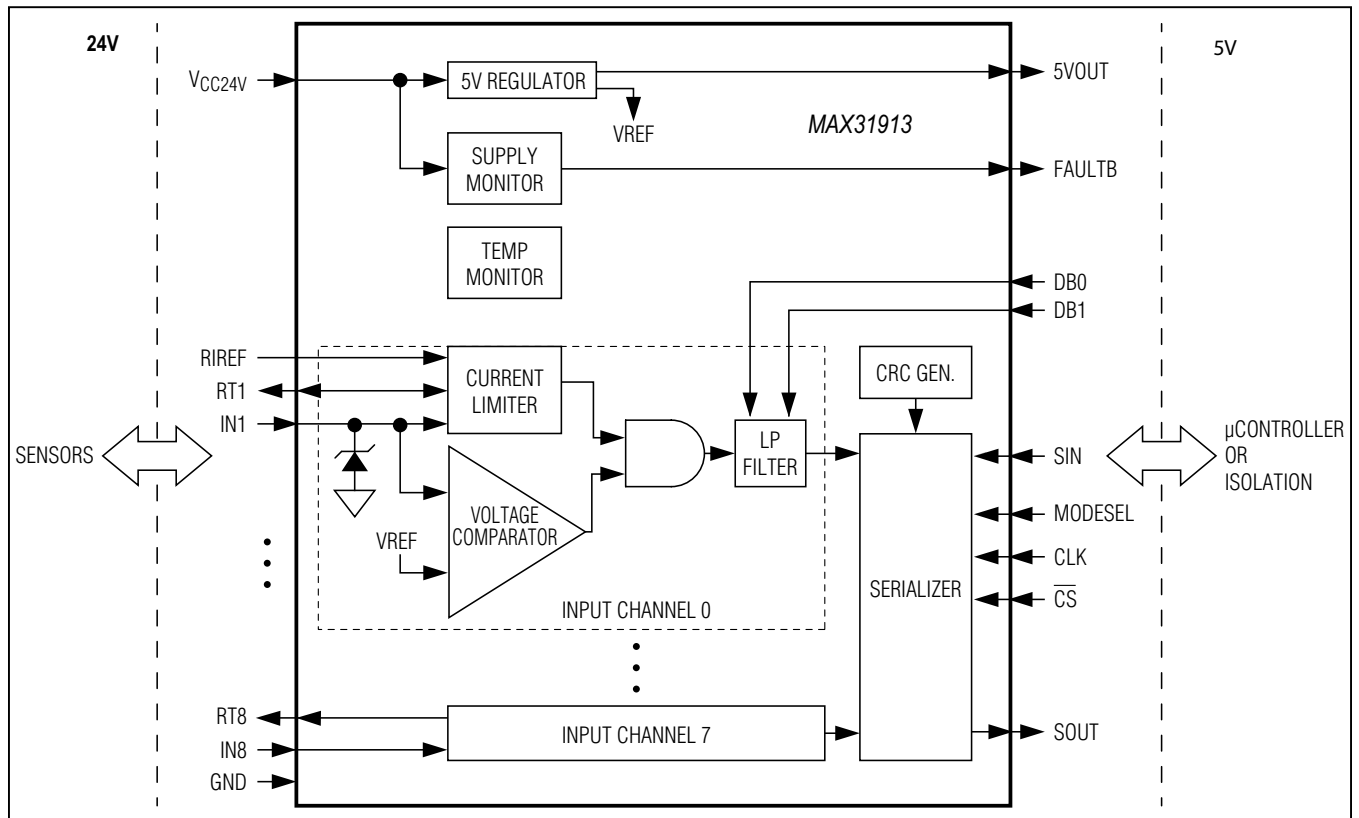 24V
5V
VCC24V
5V REGULATOR
5VOUT
VREF
MAX31913
SUPPLY
MONITOR
FAULTB
TEMP
MONITOR
DB0
DB1
RIREF
RT1
IN1
CURRENT
LIMITER
CRC GEN.
LP
FILTER
SENSORS
SIN
µCONTROLLER
OR
ISOLATION
VOLTAGE
COMPARATOR
VREF
MODESEL
CLK
CS
SERIALIZER
INPUT CHANNEL 0
RT8
IN8
GND
INPUT CHANNEL 7
SOUT